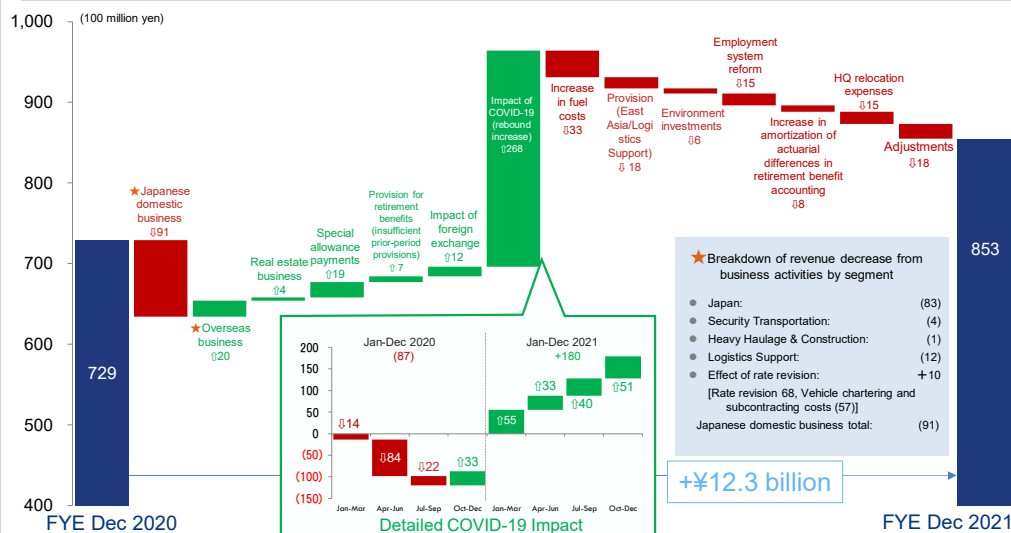 (100 million yen)
1,000
900
800
700
600
500
400
729
★Japanese
domestic
business
⇩91
★Overseas
business
⇧20
Real estate
business
⇧4
Special
allowance
payments
⇧19
Provision for
retirement
benefits
(insufficient
prior-period
provisions)
⇧7
Impact of
foreign
exchange
⇧12
Impact of
COVID-19
(rebound
increase)
⇧268
Increase
in fuel
costs
⇩33
Provision
(East
Asia/Logi
stics
Support)
⇩ 18
Environment
investments
⇩6
Employment
system
reform
⇩15
Increase in
amortization of
actuarial
differences in
retirement benefit
accounting
⇩8
HQ relocation
expenses
⇩15
Adjustments
⇩18
853
★Breakdown of revenue decrease from
business activities by segment
● Japan: (83)
● Security Transportation: (4)
● Heavy Haulage & Construction: (1)
● Logistics Support: (12)
● Effect of rate revision: +10
[Rate revision 68, Vehicle chartering and
subcontracting costs (57)]
Japanese domestic business total: (91)
Jan-Dec 2020
(87)
Jan-Dec 2021
+180
200
150
100
50
0
(50)
(100)
(150)
⇩14
⇩84
⇩22
⇧33
⇧55
⇧33
⇧40
⇧51
Jan-Mar
Apr-Jun
Jul-Sep
Oct-Dec
Jan-Mar
Apr-Jun
Jul-Sep
Oct-Dec
Detailed COVID-19 Impact
+¥12.3 billion
FYE Dec 2020
FYE Dec 2021